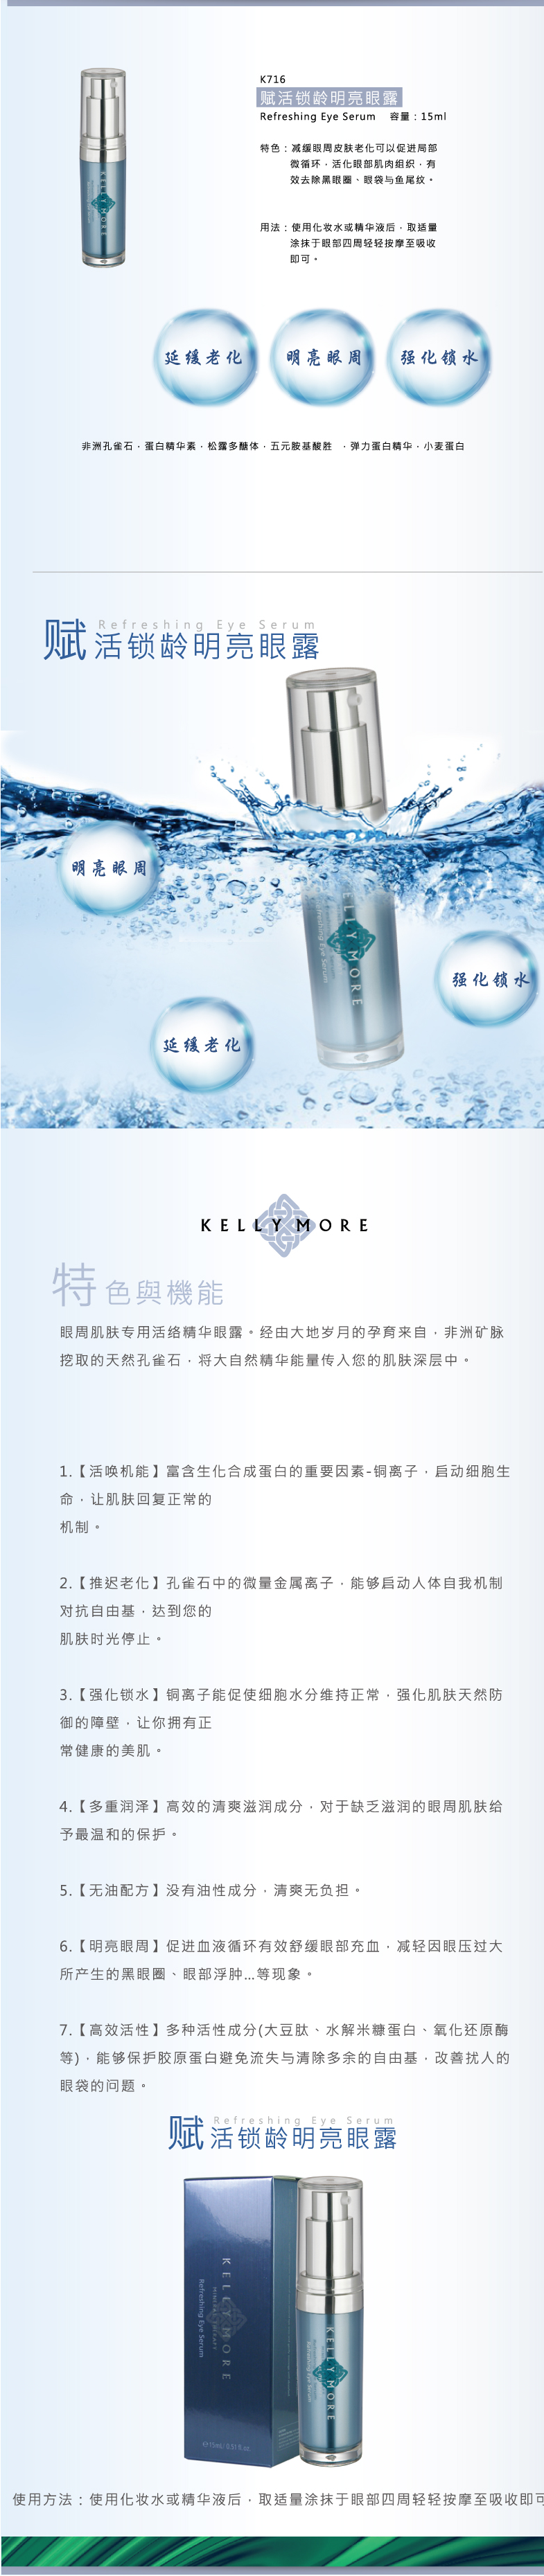 K716
赋活锁龄明亮眼露
Refreshing Eye Serum 容量：15ml
特色：减缓眼周皮肤老化可以促进局部
微循环，活化眼部肌肉组织，有
效去除黑眼圈、眼袋与鱼尾纹。
用法：使用化妆水或精华液后，取适量
涂抹于眼部四周轻轻按摩至吸收
即可。
延缓老化 明亮眼周 强化锁水
非洲孔雀石，蛋白精华素，松露多醣体，五元胺基酸胜 ，弹力蛋白精华，小麦蛋白
Refreshing Eye Serum
赋活锁龄明亮眼露
明亮眼周
KELLY MORE
Refreshing Eye Serum
强化锁水
延缓老化
KELLY MORE
特色與機能
眼周肌肤专用活络精华眼露。经由大地岁月的孕育来自，非洲矿脉
挖取的天然孔雀石，将大自然精华能量传入您的肌肤深层中。
1.【活唤机能】富含生化合成蛋白的重要因素-铜离子，启动细胞生
命，让肌肤回复正常的
机制。
2.【推迟老化】孔雀石中的微量金属离子，能够启动人体自我机制
对抗自由基，达到您的
肌肤时光停止。
3.【强化锁水】铜离子能促使细胞水分维持正常，强化肌肤天然防
御的障壁，让你拥有正
常健康的美肌。
4.【多重润泽】高效的清爽滋润成分，对于缺乏滋润的眼周肌肤给
予最温和的保护。
5.【无油配方】没有油性成分，清爽无负担。
6.【明亮眼周】促进血液循环有效舒缓眼部充血，减轻因眼压过大
所产生的黑眼圈、眼部浮肿...等现象。
7.【高效活性】多种活性成分(大豆肽、水解米糠蛋白、氧化还原酶
等)，能够保护胶原蛋白避免流失与清除多余的自由基，改善扰人的
眼袋的问题。
Refreshing Eye Serum
赋活锁龄明亮眼露
KELLY MORE
MINERAL THERAPY
Refreshing Eye Serum
℮15ml/ 0.51fl.oz
KELLY MORE
Refreshing Eye Serum
使用方法：使用化妆水或精华液后，取适量涂抹于眼部四周轻轻按摩至吸收即可